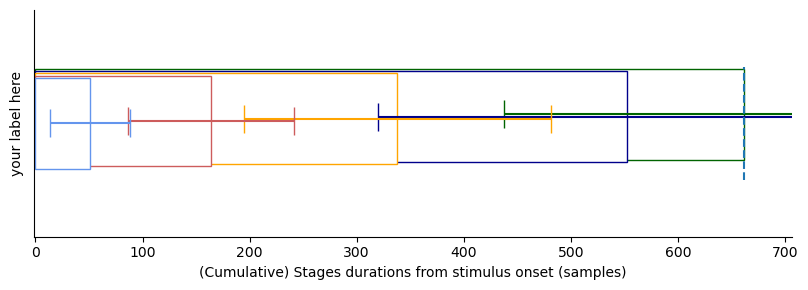 your label here
0 100 200 300 400 500 600 700
(Cumulative) Stages durations from stimulus onset (samples)